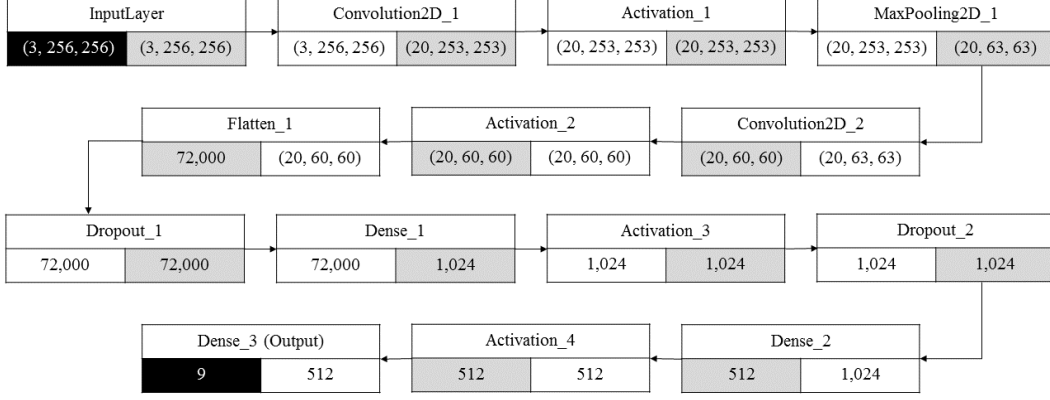 InputLayer Convolution2D_1 Activation_1 MaxPooling2D_1
(3, 256, 256) (3, 256, 256) (3, 256, 256) (20, 253, 253) (20, 253, 253) (20, 253, 253) (20, 253, 253) (20, 63, 63)
Flatten_1 Activation_2 Convolution2D_2
72,000 (20, 60, 60) (20, 60, 60) (20, 60, 60) (20, 60, 60) (20, 63, 63)
Dropout_1 Dense_1 Activation_3 Dropout_2
72,000 72,000 72,000 1,024 1,024 1,024 1,024 1,024
Dense_3 (Output) Activation_4 Dense_2
9 512 512 512 512 1,024